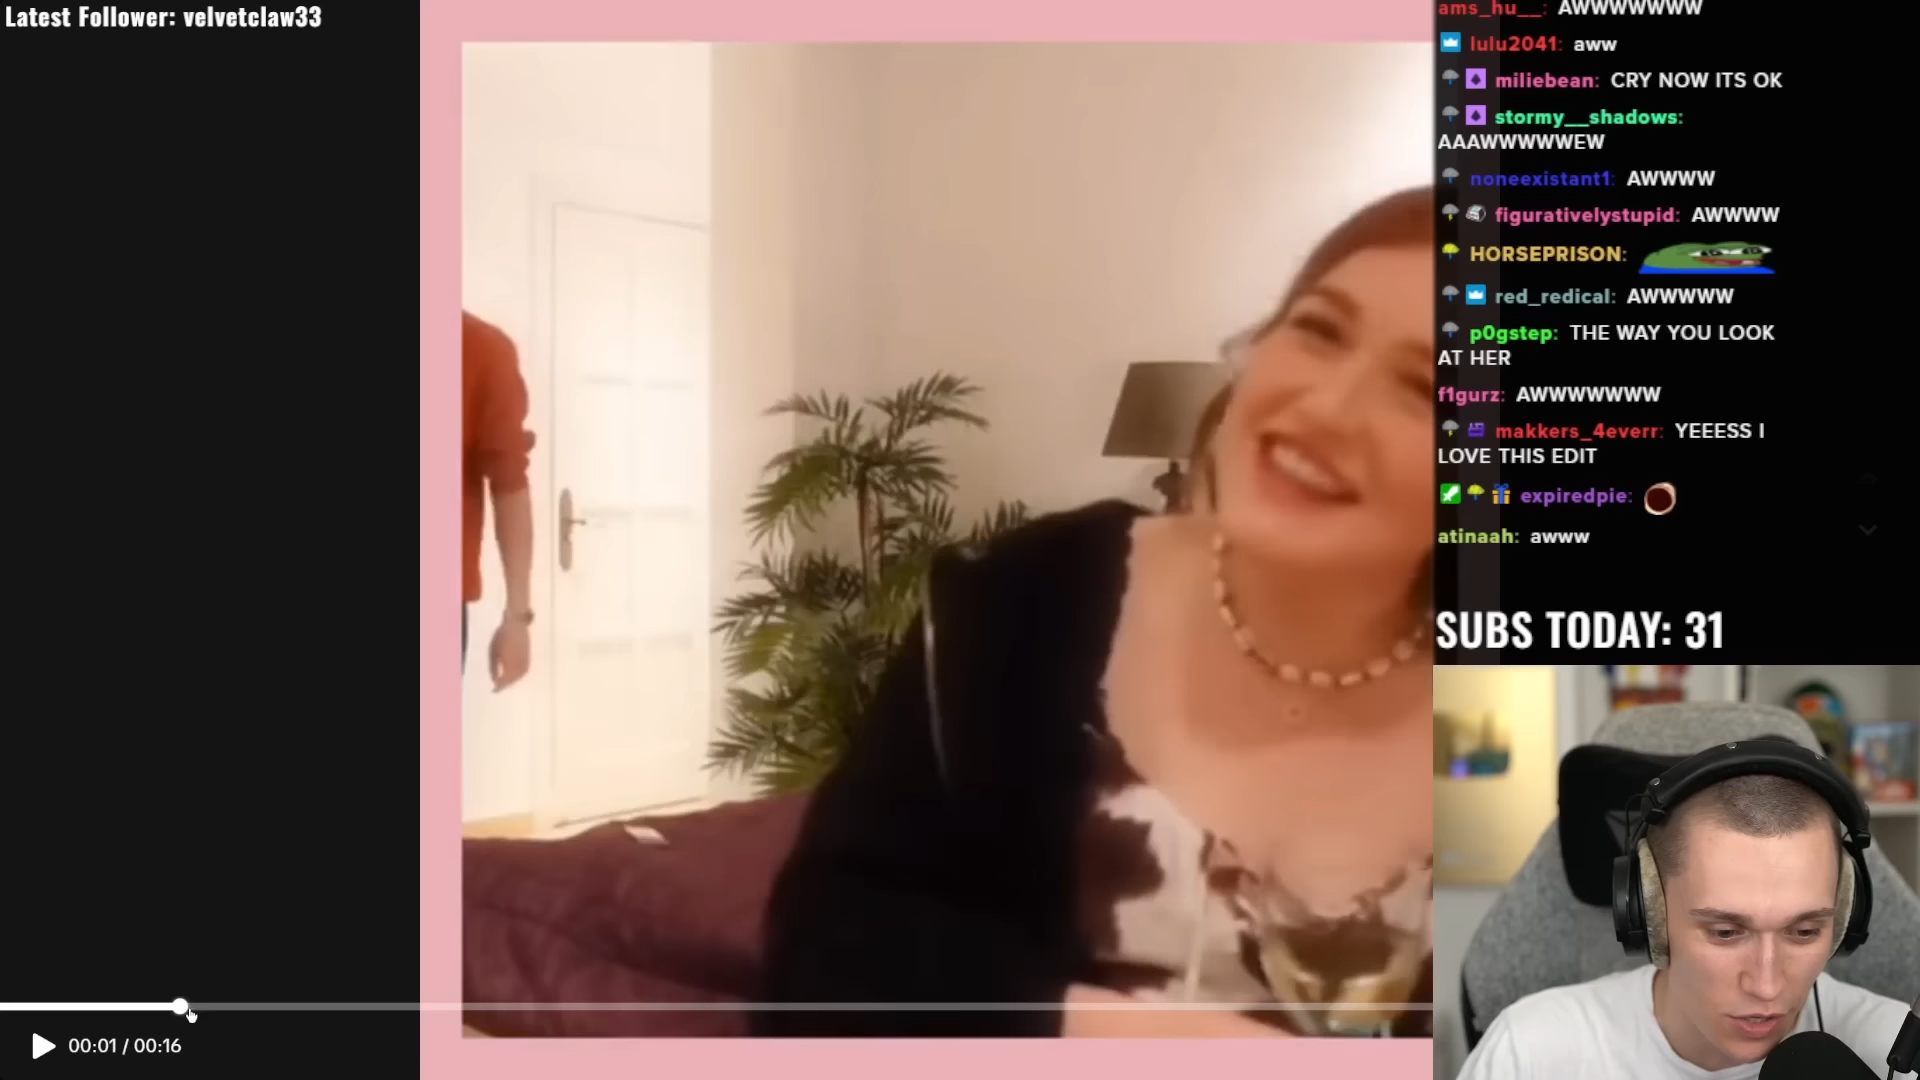 Latest Follower: velvetclaw33
ams_hu__: AWWWWWWW
lulu2041: aww
miliebean: CRY NOW ITS OK
stormy__shadows:
AAAWWWWWEW
noneexistant1: AWWWW
figurativelystupid: AWWWW
HORSEPRISON:
red_redical: AWWWWW
p0gstep: THE WAY YOU LOOK
AT HER
f1gurz: AWWWWWWW
makkers_4everr: YEEESS I
LOVE THIS EDIT
expiredpie:
atinaah: awww
SUBS TODAY: 31
00:01 / 00:16